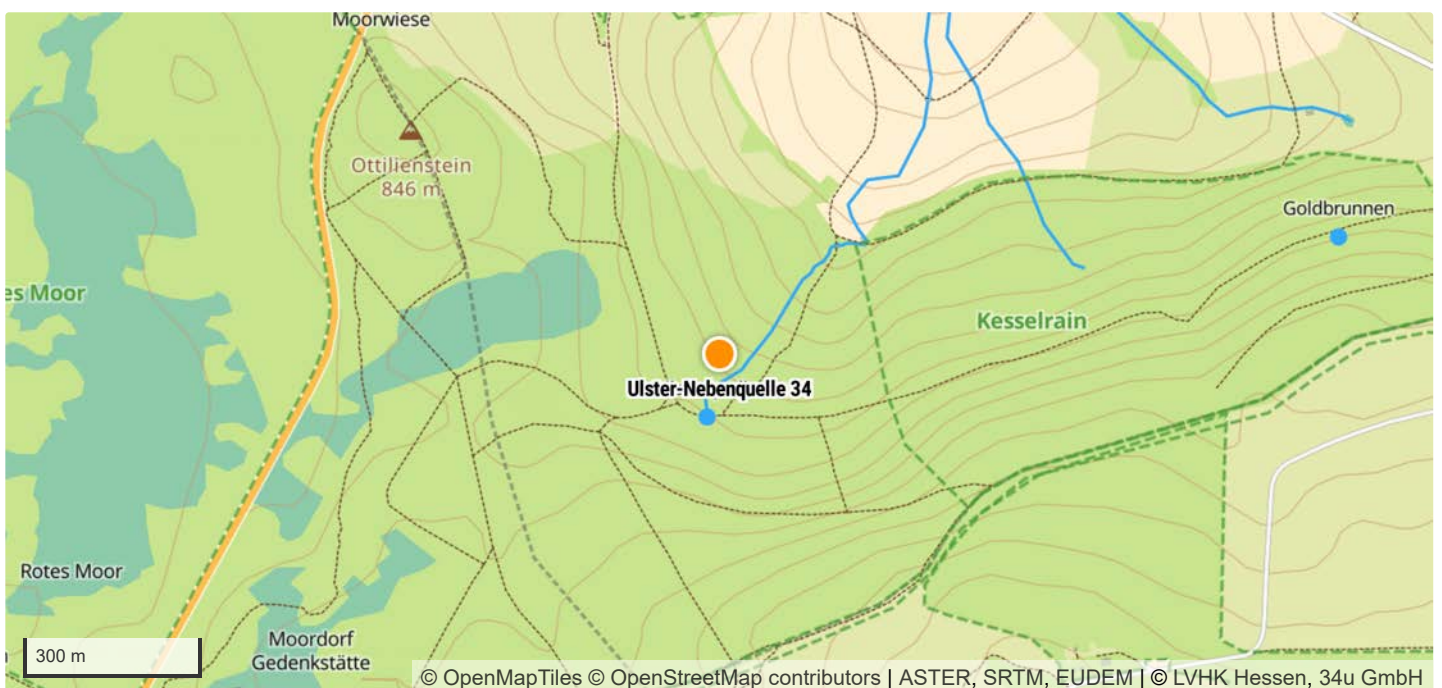 Moorwiese
Ottilienstein
846 m
Goldbrunnen
es Moor
Kesselrain
Ulster-Nebenquelle 34
Rotes Moor
Moordorf
Gedenkstätte
300 m
© OpenMapTiles © OpenStreetMap contributors | ASTER, SRTM, EUDEM | © LVHK Hessen, 34u GmbH